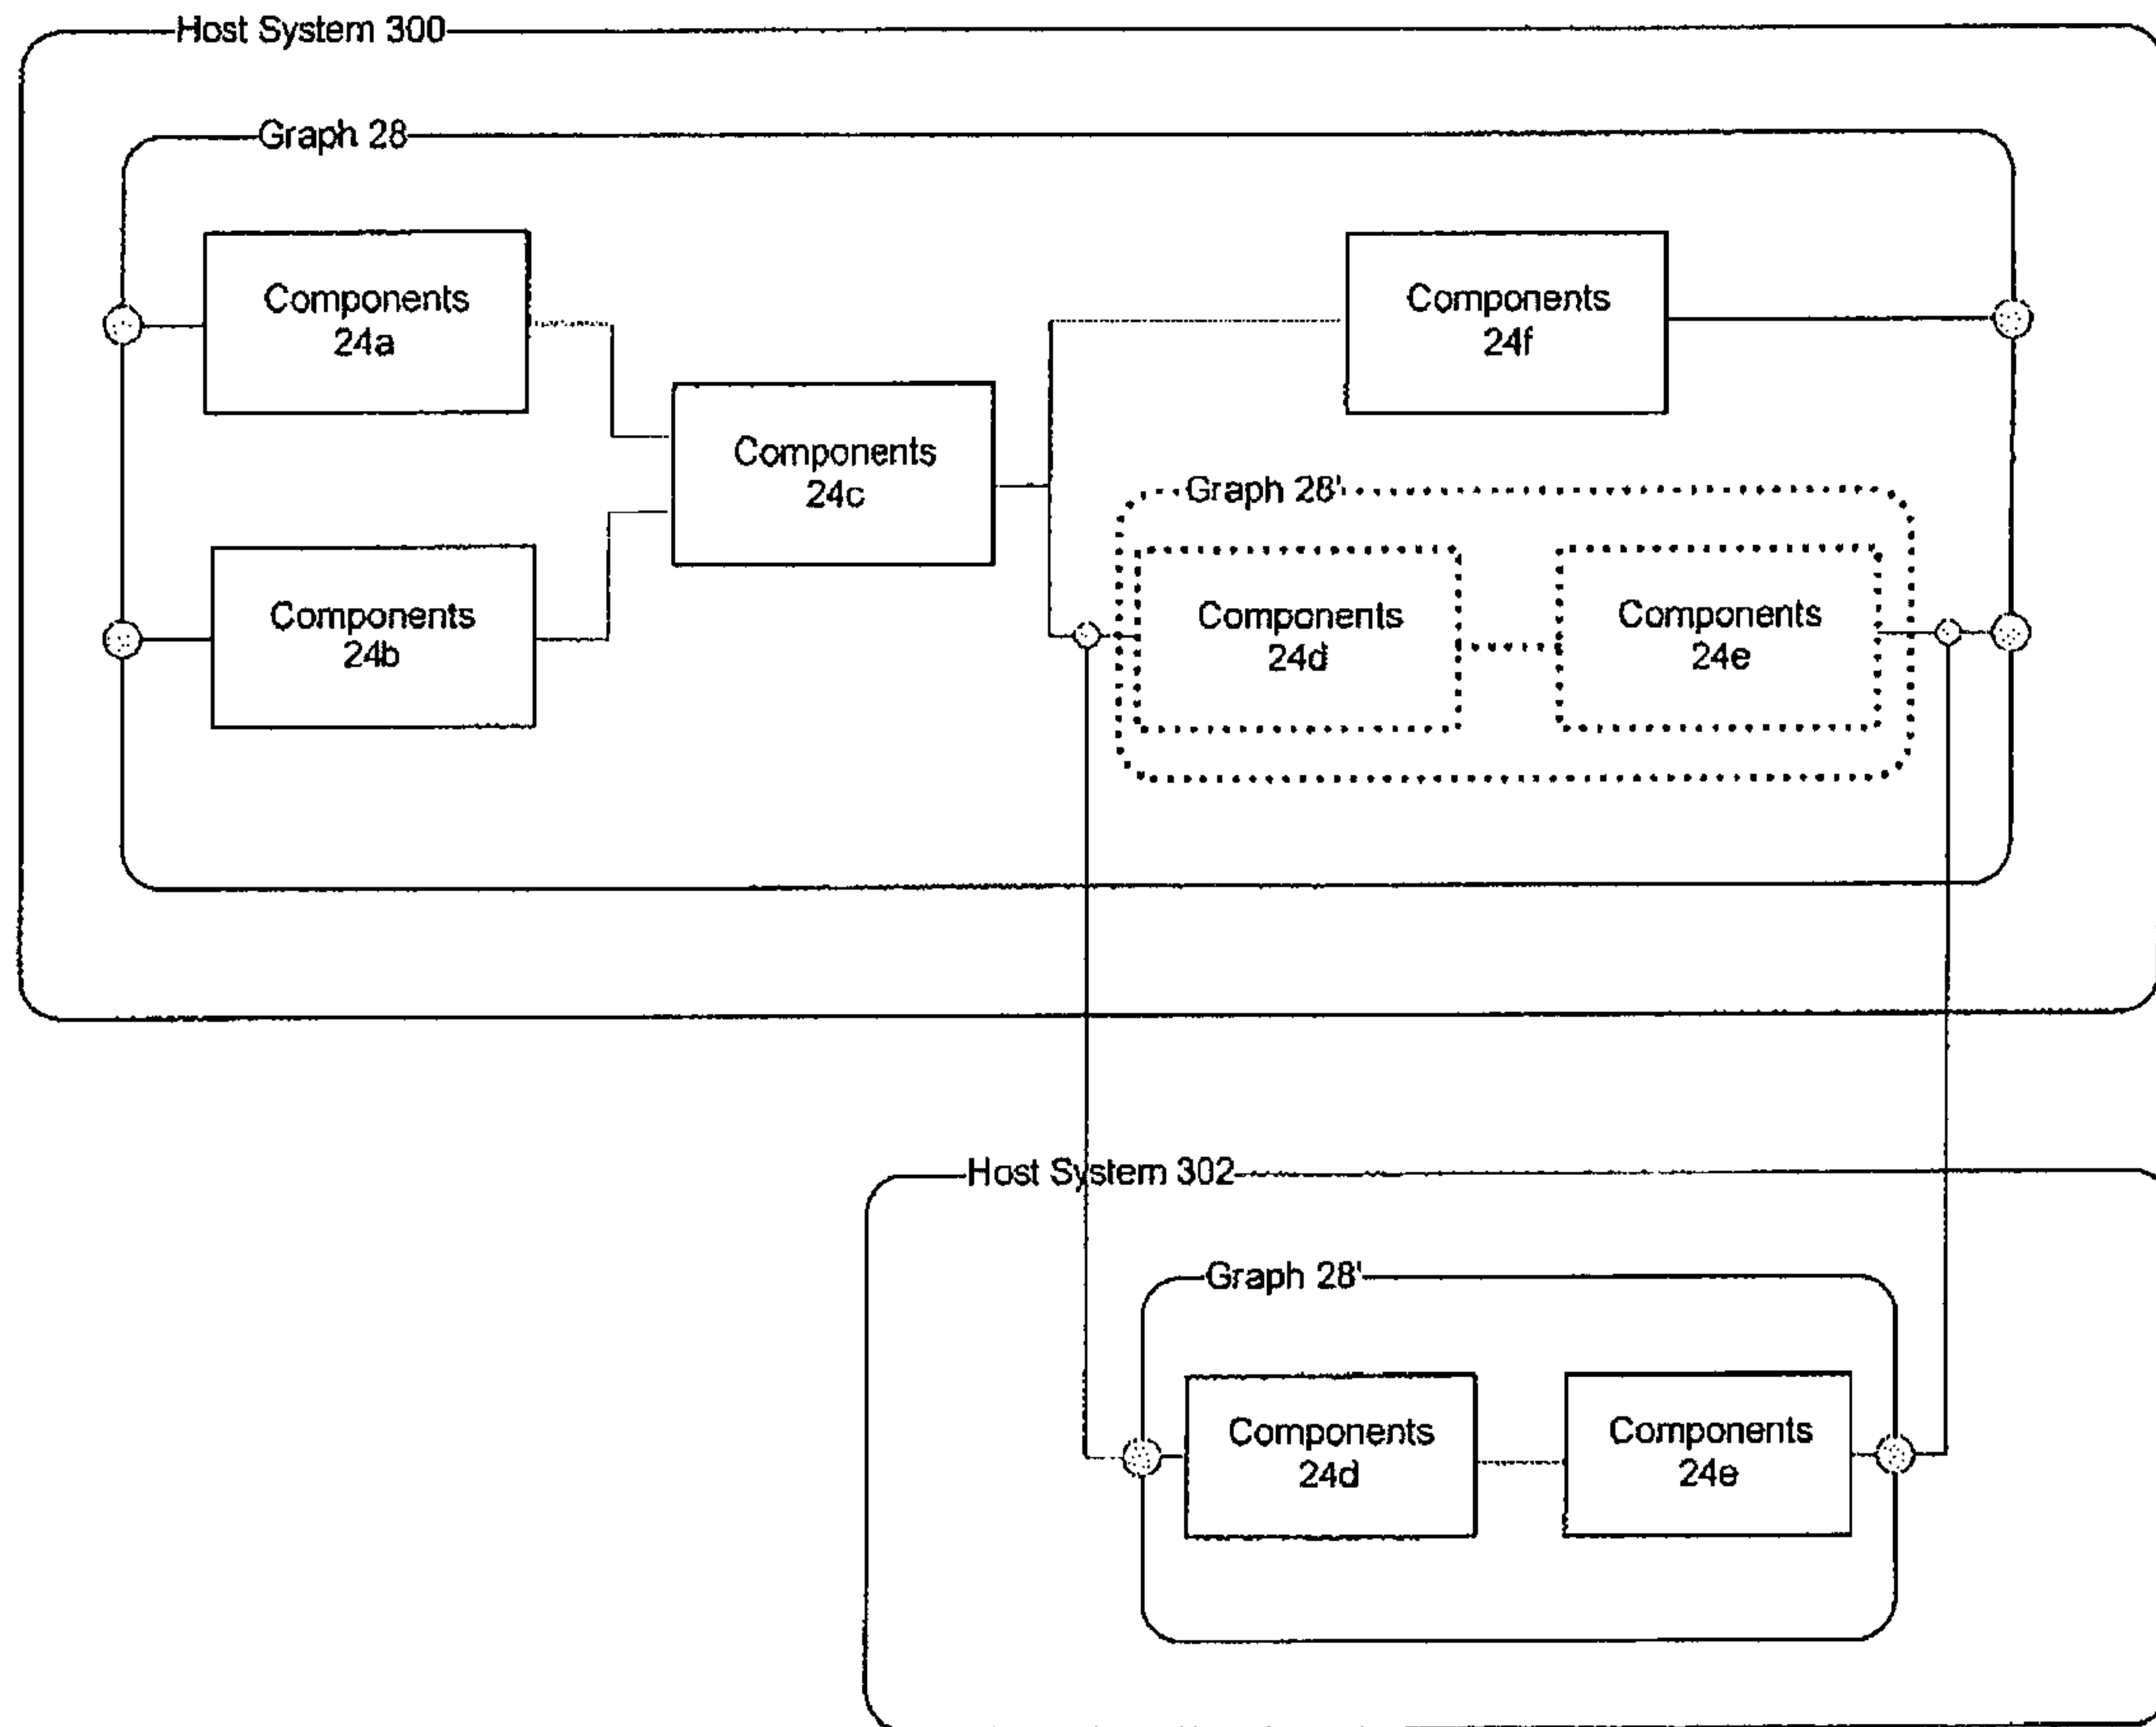 Host System 300
Graph 28
Components
24a
Components
24f
Components
24c
Graph 28'
Components
24b
Components
24d
Components
24e
Host System 302
Graph 28'
Components
24d
Components
24e